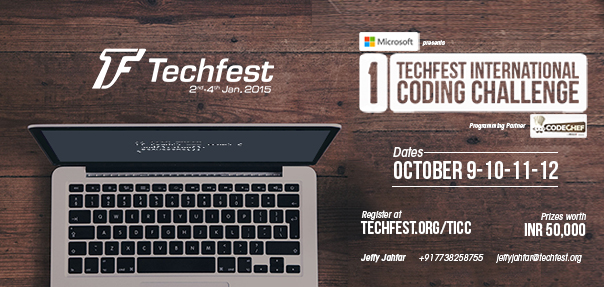 Techfest
2nd-4th Jan. 2015
Microsoft presents
1 TECHFEST INTERNATIONAL
CODING CHALLENGE
Programming Partner CODECHEF
Dates
OCTOBER 9-10-11-12
Register at
TECHFEST.ORG/TICC
Prizes worth
INR 50,000
Jeffy Jahfar +917738258755 jeffyjahfar@techfest.org